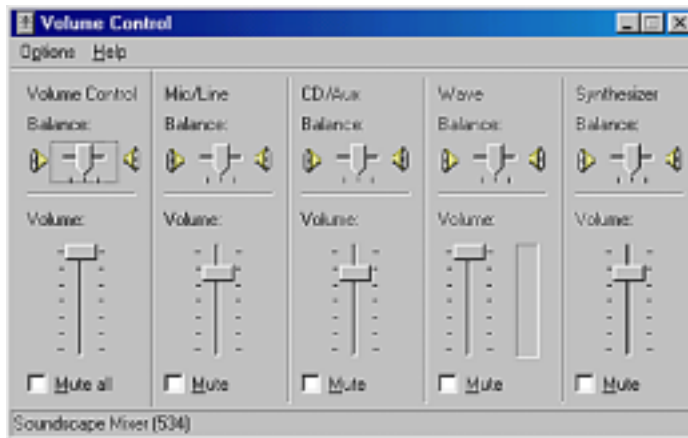 Volume Control
Options Help
Volume Control Mic/Line CD/Aux Wave Synthesizer
Balance: Balance: Balance: Balance: Balance:
Volume: Volume: Volume: Volume: Volume:
Mute all Mute Mute Mute Mute
Soundscape Mixer (534)